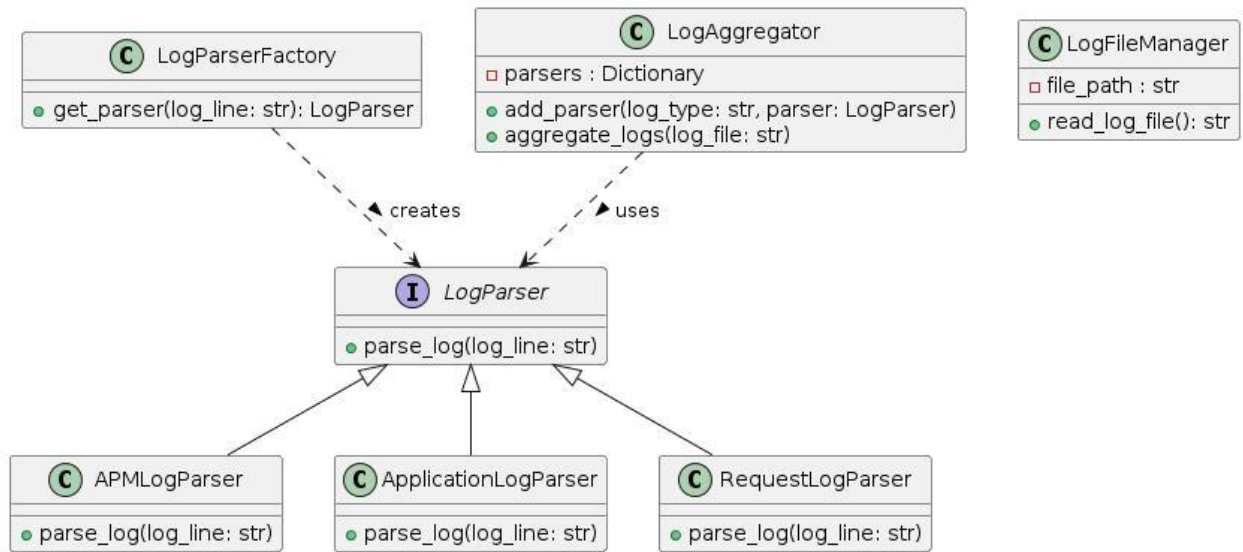 C LogParserFactory
get_parser(log_line: str): LogParser
C LogAggregator
parsers : Dictionary
add_parser(log_type: str, parser: LogParser)
aggregate_logs(log_file: str)
C LogFileManager
file_path : str
read_log_file(): str
creates
uses
I LogParser
parse_log(log_line: str)
C APMLogParser
parse_log(log_line: str)
C ApplicationLogParser
parse_log(log_line: str)
C RequestLogParser
parse_log(log_line: str)